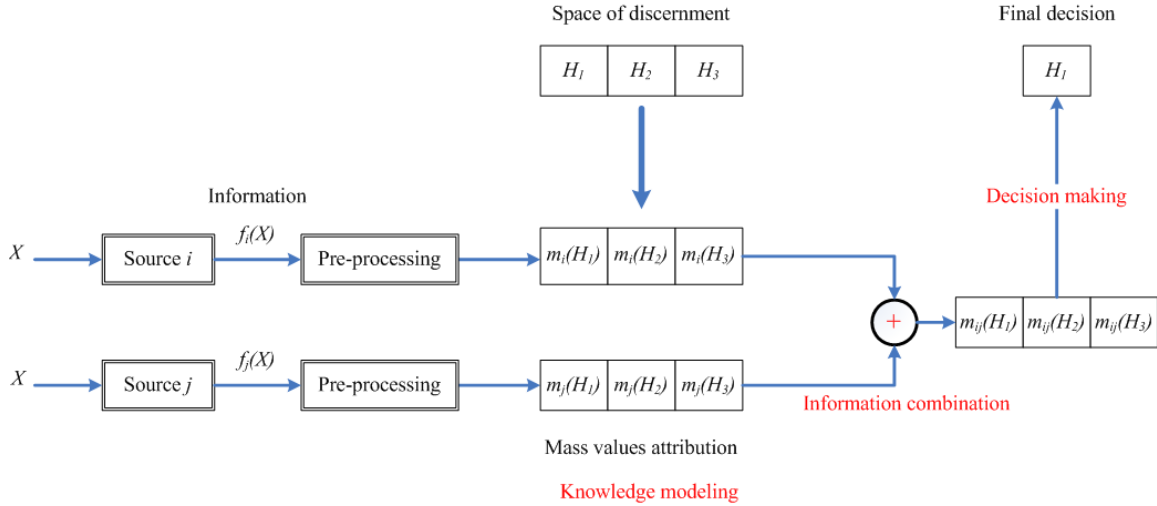 Space of discernment
Final decision
H1 H2 H3
H1
Decision making
Information
X
Source i
fi(X)
Pre-processing
mi(H1) mi(H2) mi(H3)
+
mij(H1) mij(H2) mij(H3)
X
Source j
fj(X)
Pre-processing
mj(H1) mj(H2) mj(H3)
Information combination
Mass values attribution
Knowledge modeling